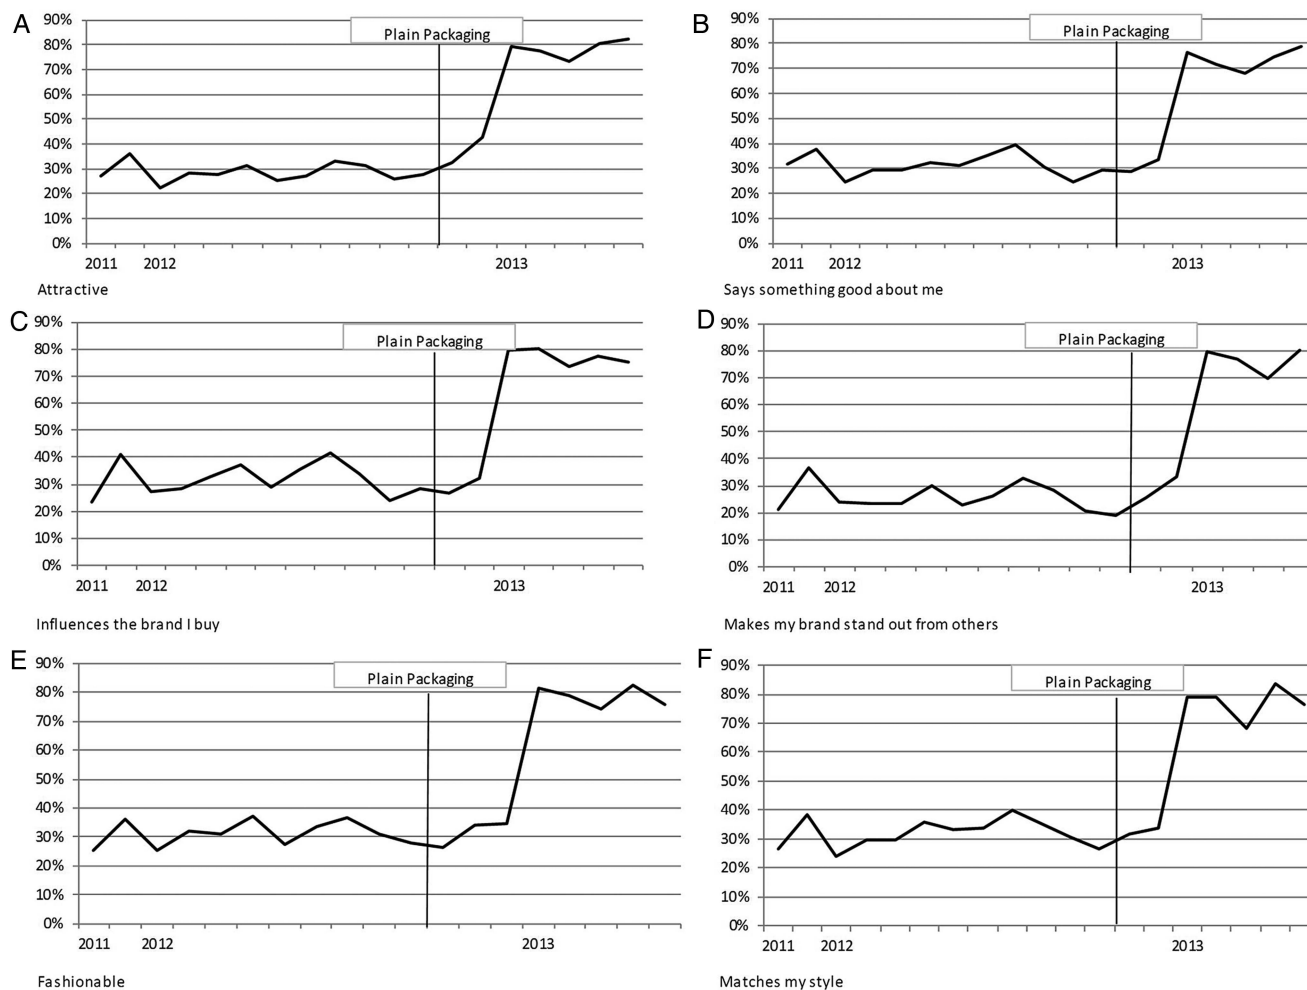 A
90%
80%
70%
60%
50%
40%
30%
20%
10%
0%
Plain Packaging
2011 2012 2013
Attractive
B
90%
80%
70%
60%
50%
40%
30%
20%
10%
0%
Plain Packaging
2011 2012 2013
Says something good about me
C
90%
80%
70%
60%
50%
40%
30%
20%
10%
0%
Plain Packaging
2011 2012 2013
Influences the brand I buy
D
90%
80%
70%
60%
50%
40%
30%
20%
10%
0%
Plain Packaging
2011 2012 2013
Makes my brand stand out from others
E
90%
80%
70%
60%
50%
40%
30%
20%
10%
0%
Plain Packaging
2011 2012 2013
Fashionable
F
90%
80%
70%
60%
50%
40%
30%
20%
10%
0%
Plain Packaging
2011 2012 2013
Matches my style